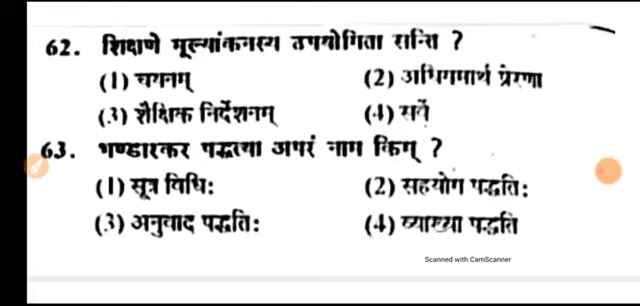 62. शिक्षणे मूल्यांकनस्य उपयोगिता सन्ति ?
(1) चयनम् (2) अधिगमार्थ प्रेरणा
(3) शैक्षिक निर्देशनम् (4) सर्वे
63. भण्डारकर पद्धत्या अपरं नाम किम् ?
(1) सूत्र विधिः (2) सहयोग पद्धतिः
(3) अनुवाद पद्धतिः (4) व्याख्या पद्धति
Scanned with CamScanner